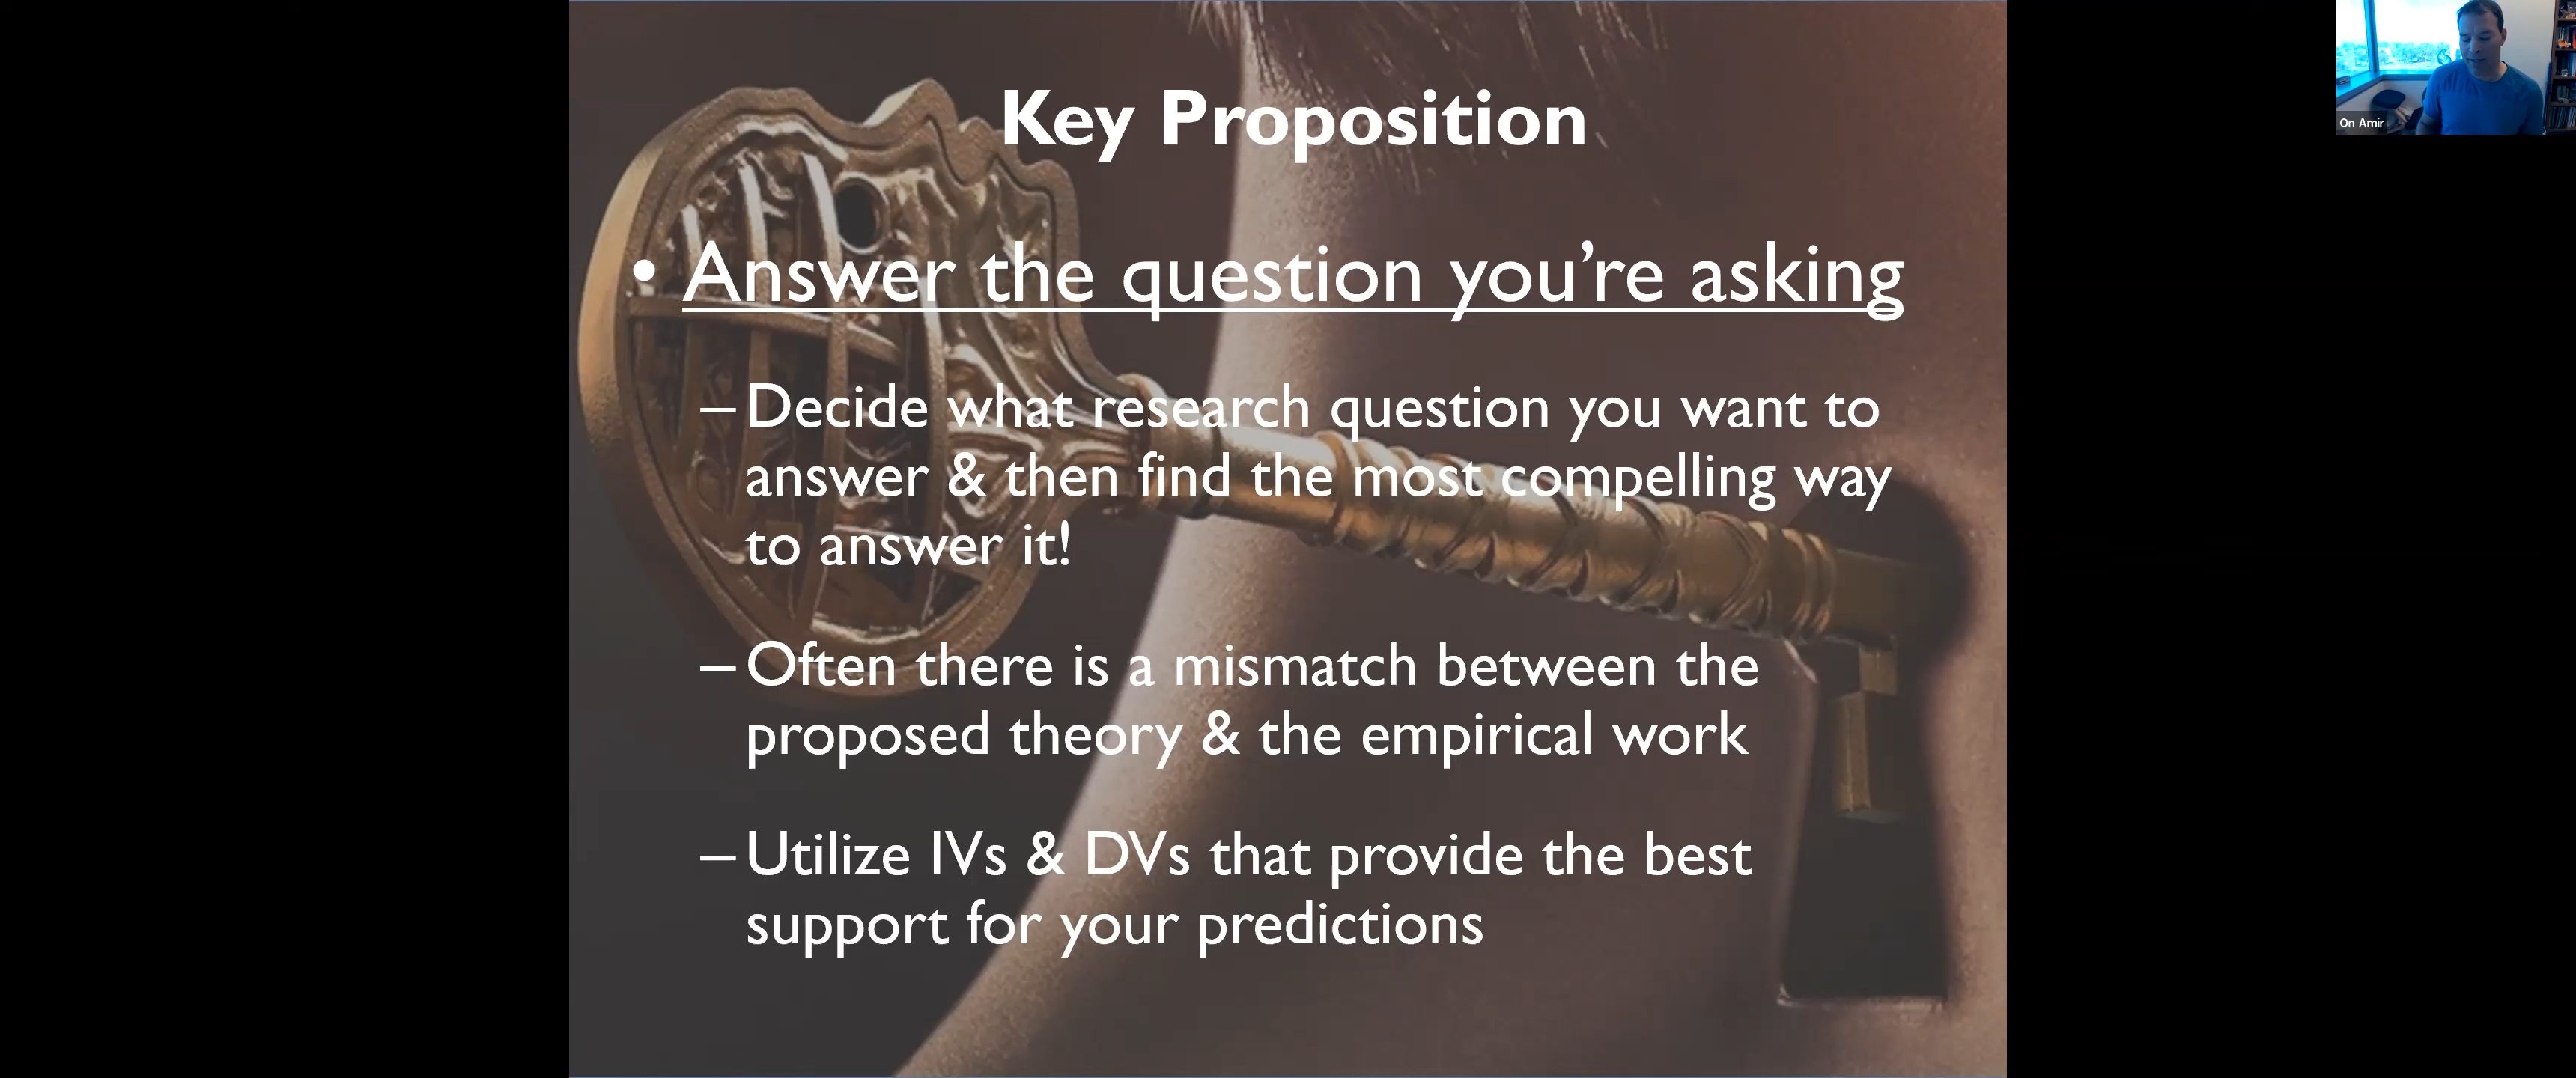 Key Proposition
• Answer the question you're asking
– Decide what research question you want to
answer & then find the most compelling way
to answer it!
– Often there is a mismatch between the
proposed theory & the empirical work
– Utilize IVs & DVs that provide the best
support for your predictions
On Amir